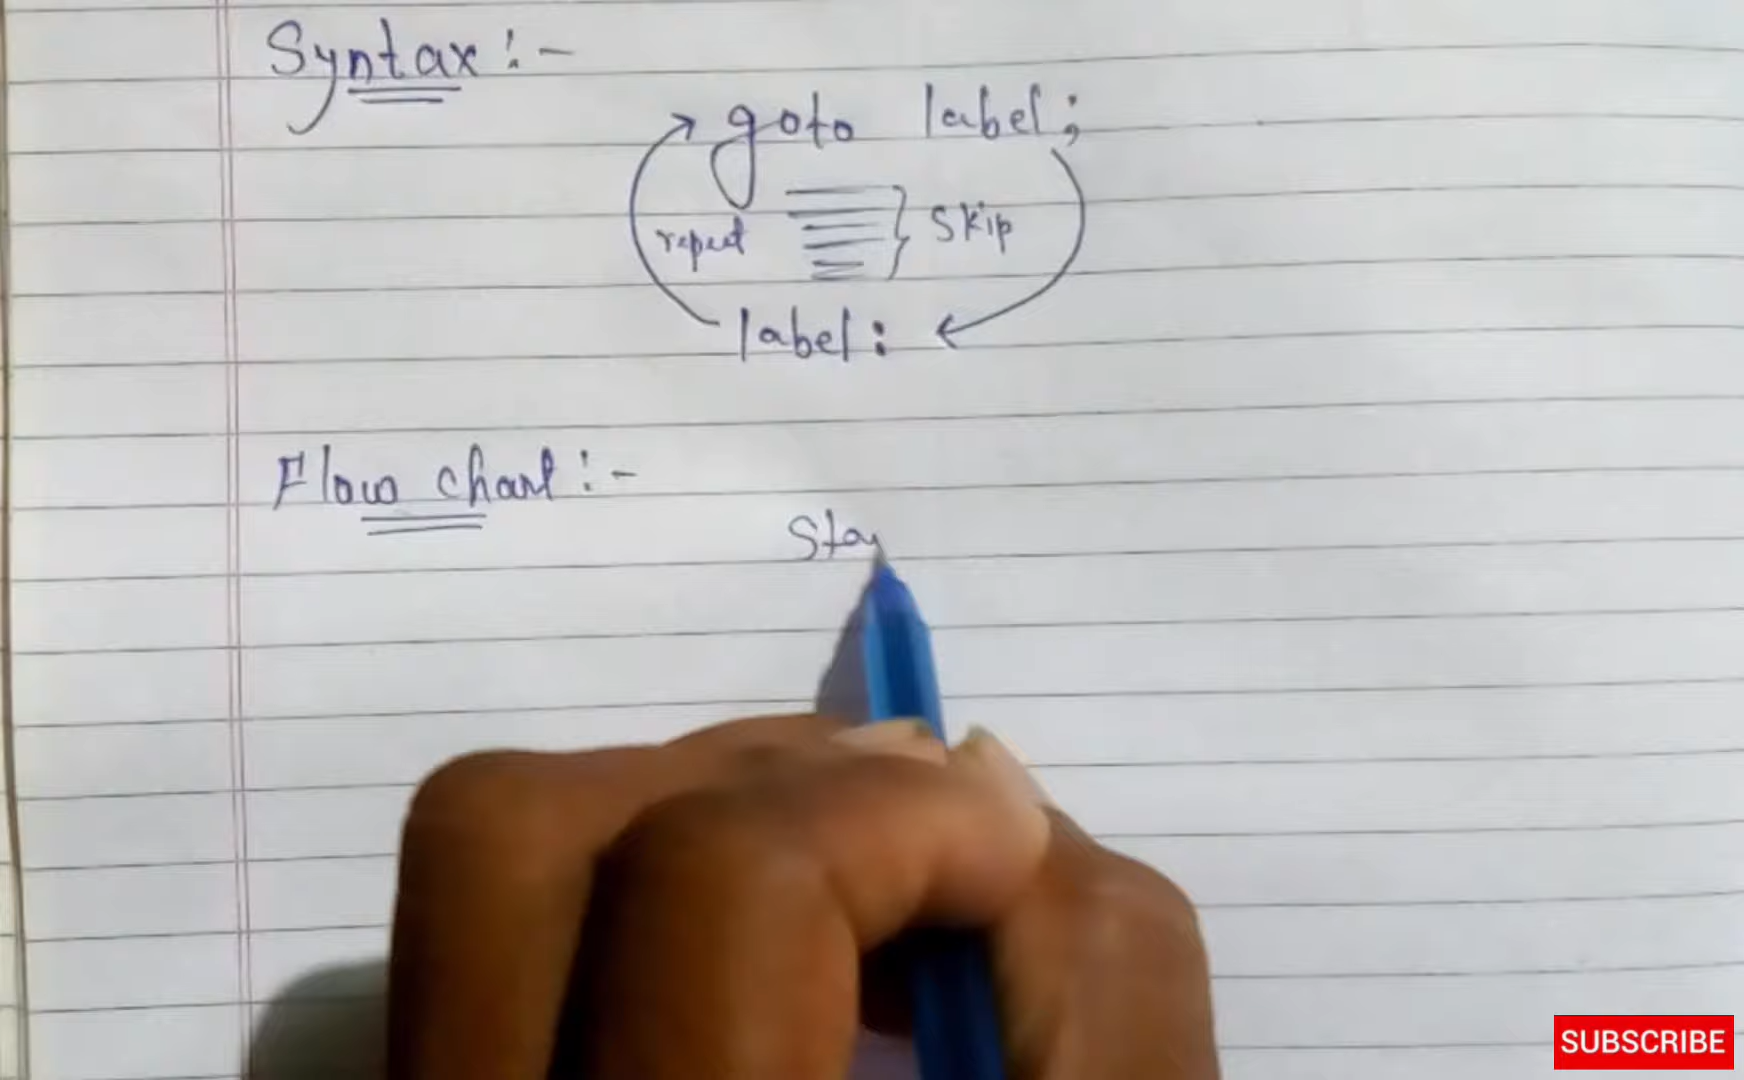 Syntax :-
goto label;
repeat } skip
label:
Flow chart :-
Sta
SUBSCRIBE